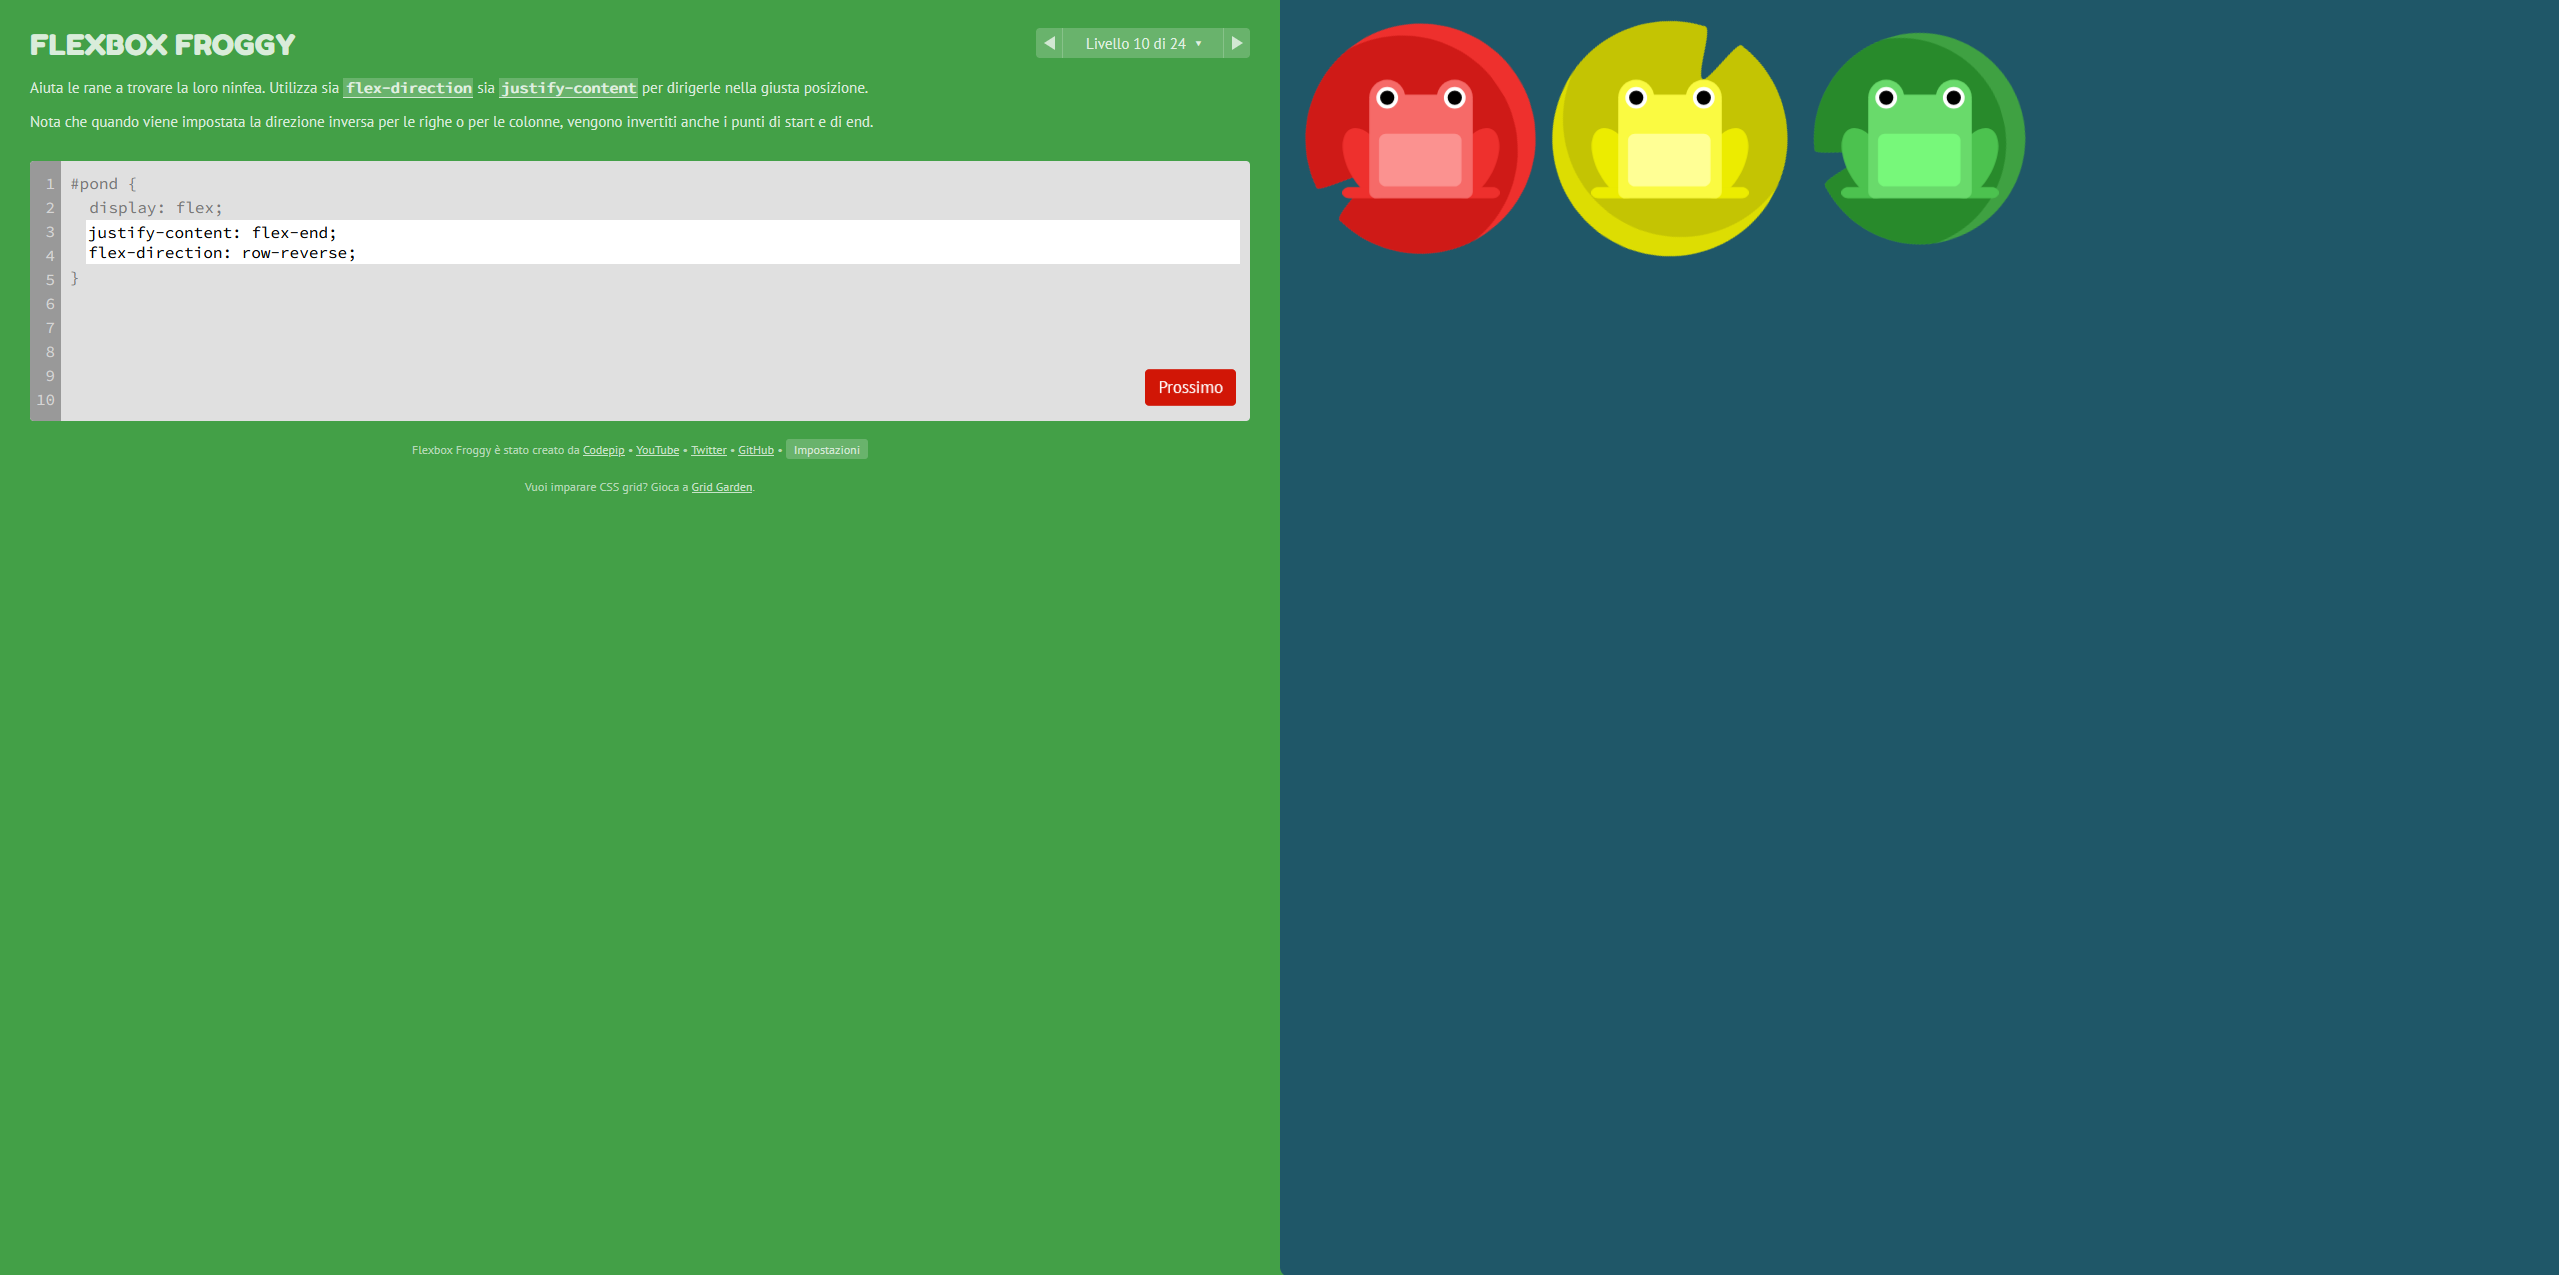 FLEXBOX FROGGY
◀ Livello 10 di 24 ▾ ▶
Aiuta le rane a trovare la loro ninfea. Utilizza sia flex-direction sia justify-content per dirigerle nella giusta posizione.
Nota che quando viene impostata la direzione inversa per le righe o per le colonne, vengono invertiti anche i punti di start e di end.
1 #pond {
2 display: flex;
3 justify-content: flex-end;
4 flex-direction: row-reverse;
5 }
6
7
8
9
10
Prossimo
Flexbox Froggy è stato creato da Codepip • YouTube • Twitter • GitHub • Impostazioni
Vuoi imparare CSS grid? Gioca a Grid Garden.